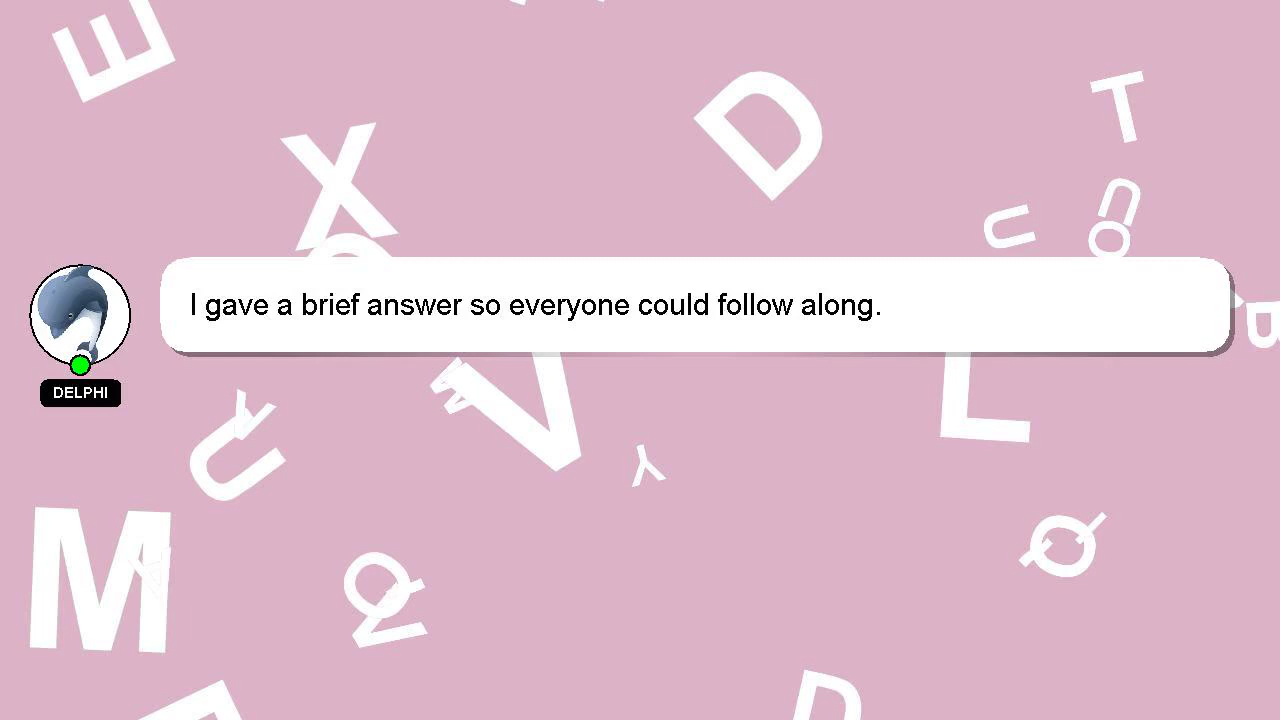 I gave a brief answer so everyone could follow along.
DELPHI
E
X
D
T
U
U
O
R
V
L
Y
U
Y
M
Q
Q
Z
D